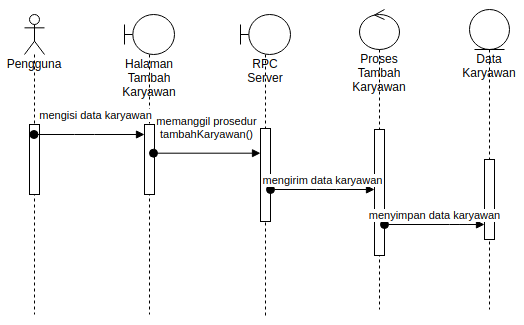 Pengguna
Halaman
Tambah
Karyawan
RPC
Server
Proses
Tambah
Karyawan
Data
Karyawan
mengisi data karyawan
memanggil prosedur
tambahKaryawan()
mengirim data karyawan
menyimpan data karyawan